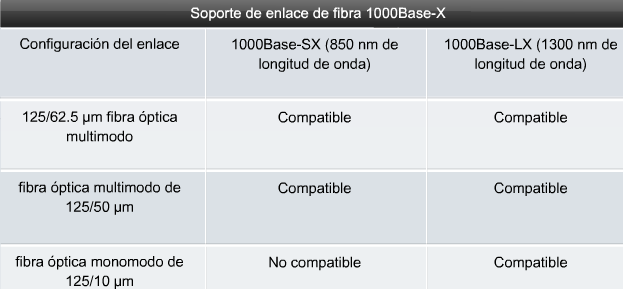 Soporte de enlace de fibra 1000Base-X
Configuración del enlace
1000Base-SX (850 nm de
longitud de onda)
1000Base-LX (1300 nm de
longitud de onda)
125/62.5 µm fibra óptica
multimodo
Compatible
Compatible
fibra óptica multimodo de
125/50 µm
Compatible
Compatible
fibra óptica monomodo de
125/10 µm
No compatible
Compatible